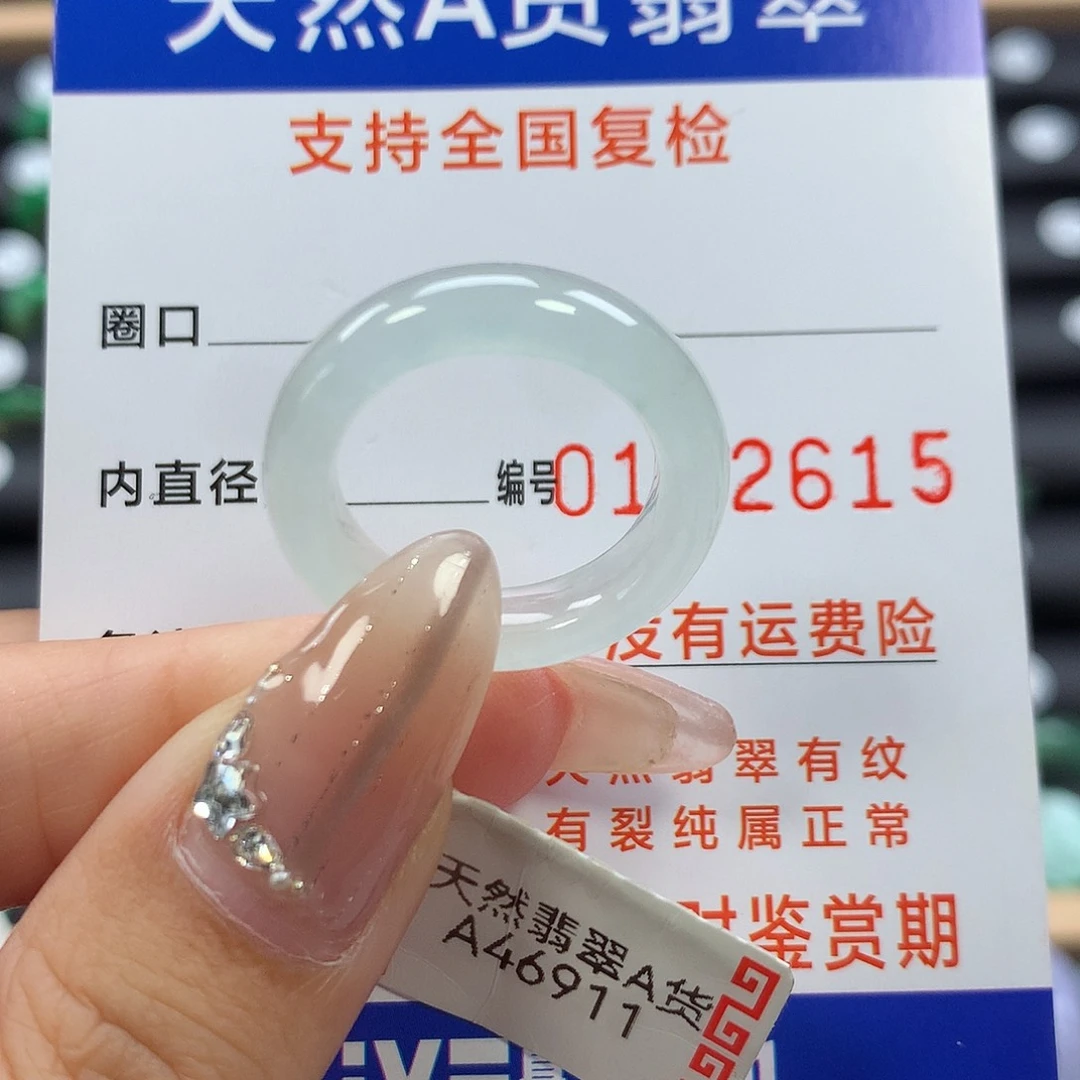 天然A货翡翠
支持全国复检
圈口
内直径
编号01 2615
没有运费险
天然翡翠有纹
有裂纯属正常
时鉴赏期
天然翡翠A货
A46911